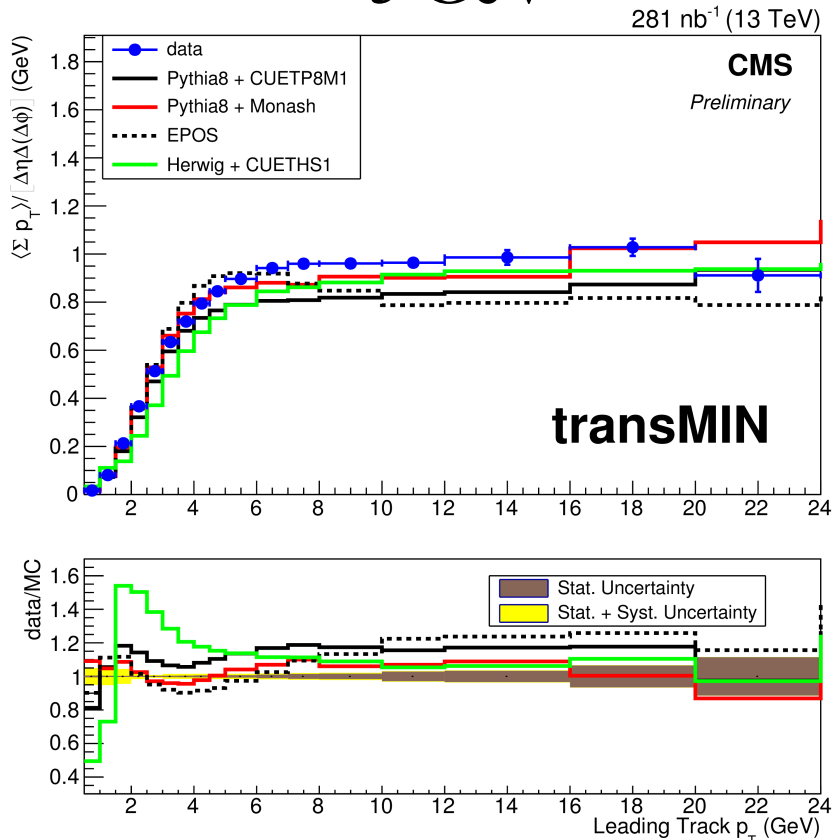 281 nb⁻¹ (13 TeV)
⟨Σ p_T⟩/[ΔηΔ(Δϕ)] (GeV)
1.8
1.6
1.4
1.2
1
0.8
0.6
0.4
0.2
0
data
Pythia8 + CUETP8M1
Pythia8 + Monash
EPOS
Herwig + CUETHS1
CMS
Preliminary
transMIN
2 4 6 8 10 12 14 16 18 20 22 24
data/MC
1.6
1.4
1.2
1
0.8
0.6
0.4
Stat. Uncertainty
Stat. + Syst. Uncertainty
2 4 6 8 10 12 14 16 18 20 22 24
Leading Track p_T (GeV)